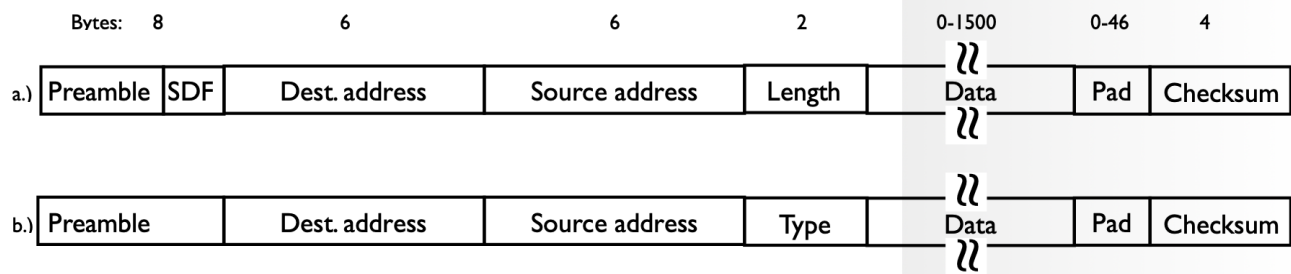 Bytes: 8 6 6 2 0-1500 0-46 4
a.) Preamble SDF Dest. address Source address Length Data Pad Checksum
b.) Preamble Dest. address Source address Type Data Pad Checksum